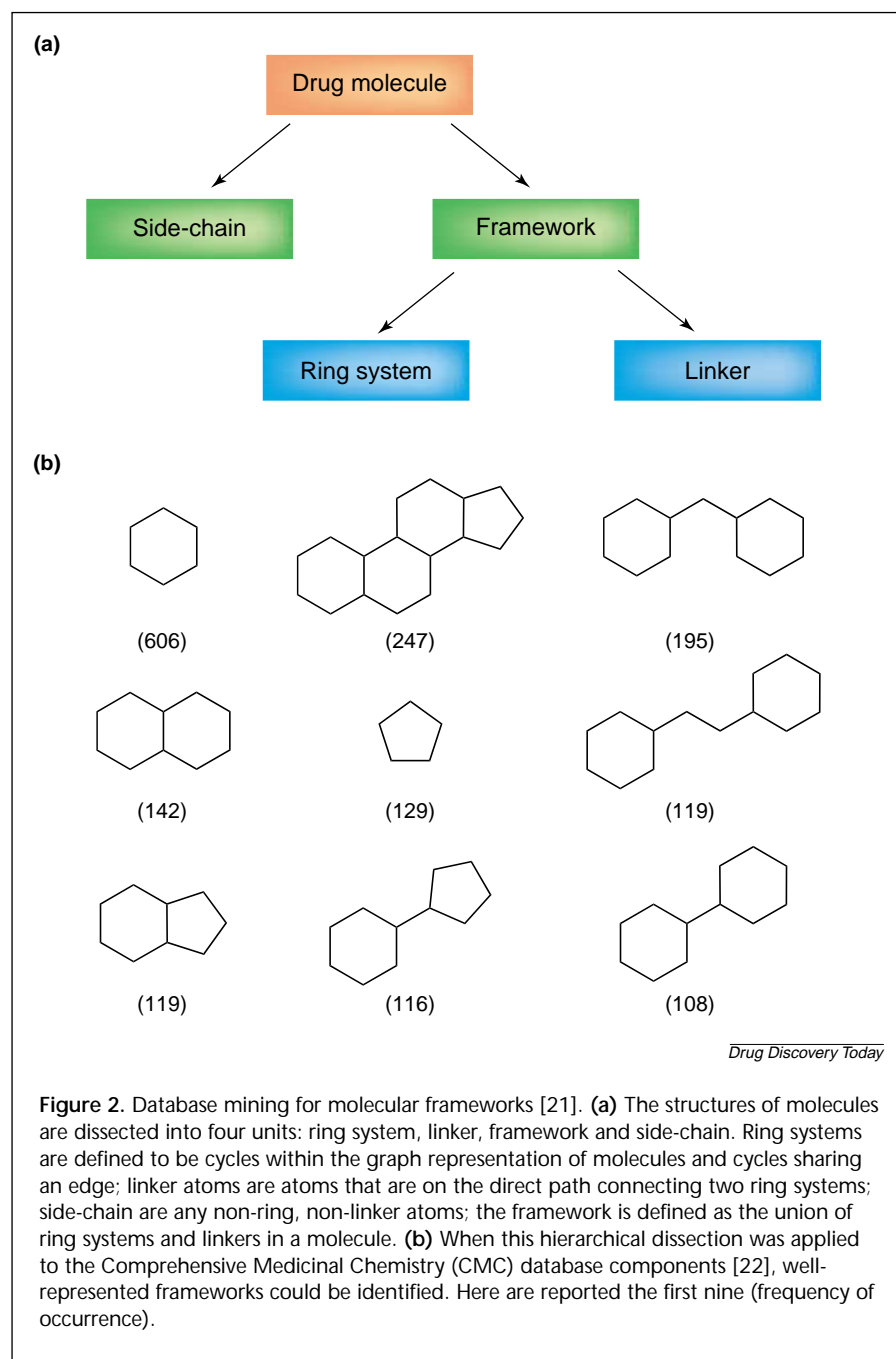 (a)
Drug molecule
Side-chain
Framework
Ring system
Linker
(b)
(606)
(247)
(195)
(142)
(129)
(119)
(119)
(116)
(108)
Drug Discovery Today
Figure 2. Database mining for molecular frameworks [21]. (a) The structures of molecules
are dissected into four units: ring system, linker, framework and side-chain. Ring systems
are defined to be cycles within the graph representation of molecules and cycles sharing
an edge; linker atoms are atoms that are on the direct path connecting two ring systems;
side-chain are any non-ring, non-linker atoms; the framework is defined as the union of
ring systems and linkers in a molecule. (b) When this hierarchical dissection was applied
to the Comprehensive Medicinal Chemistry (CMC) database components [22], well-
represented frameworks could be identified. Here are reported the first nine (frequency of
occurrence).